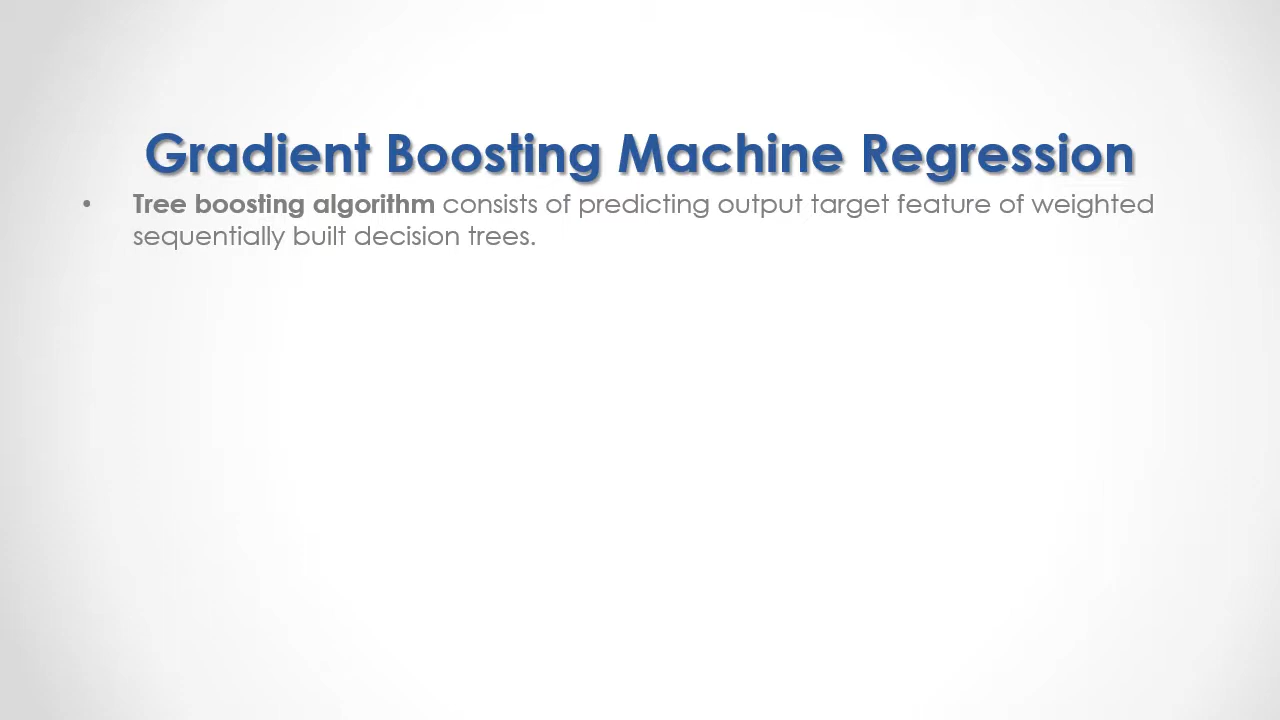 Gradient Boosting Machine Regression
• Tree boosting algorithm consists of predicting output target feature of weighted
sequentially built decision trees.